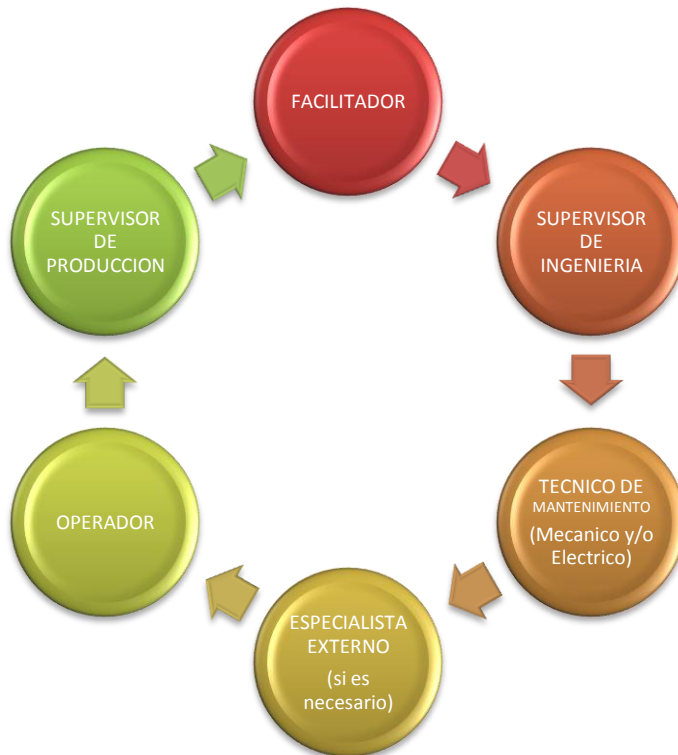 FACILITADOR
SUPERVISOR
DE
INGENIERIA
TECNICO DE
MANTENIMIENTO
(Mecanico y/o
Electrico)
ESPECIALISTA
EXTERNO
(si es
necesario)
OPERADOR
SUPERVISOR
DE
PRODUCCION